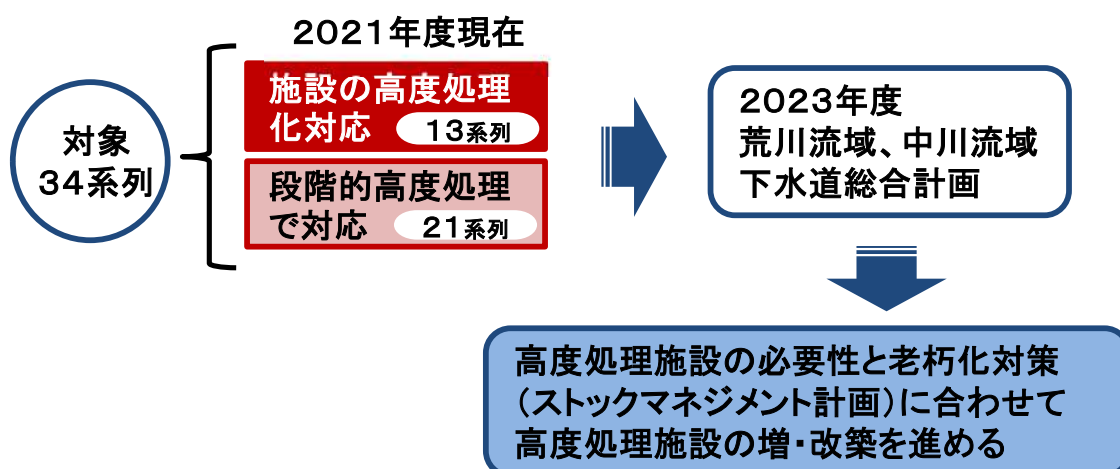 対象
34系列
2021年度現在
施設の高度処理
化対応 13系列
段階的高度処理
で対応 21系列
2023年度
荒川流域、中川流域
下水道総合計画
高度処理施設の必要性と老朽化対策
(ストックマネジメント計画)に合わせて
高度処理施設の増・改築を進める